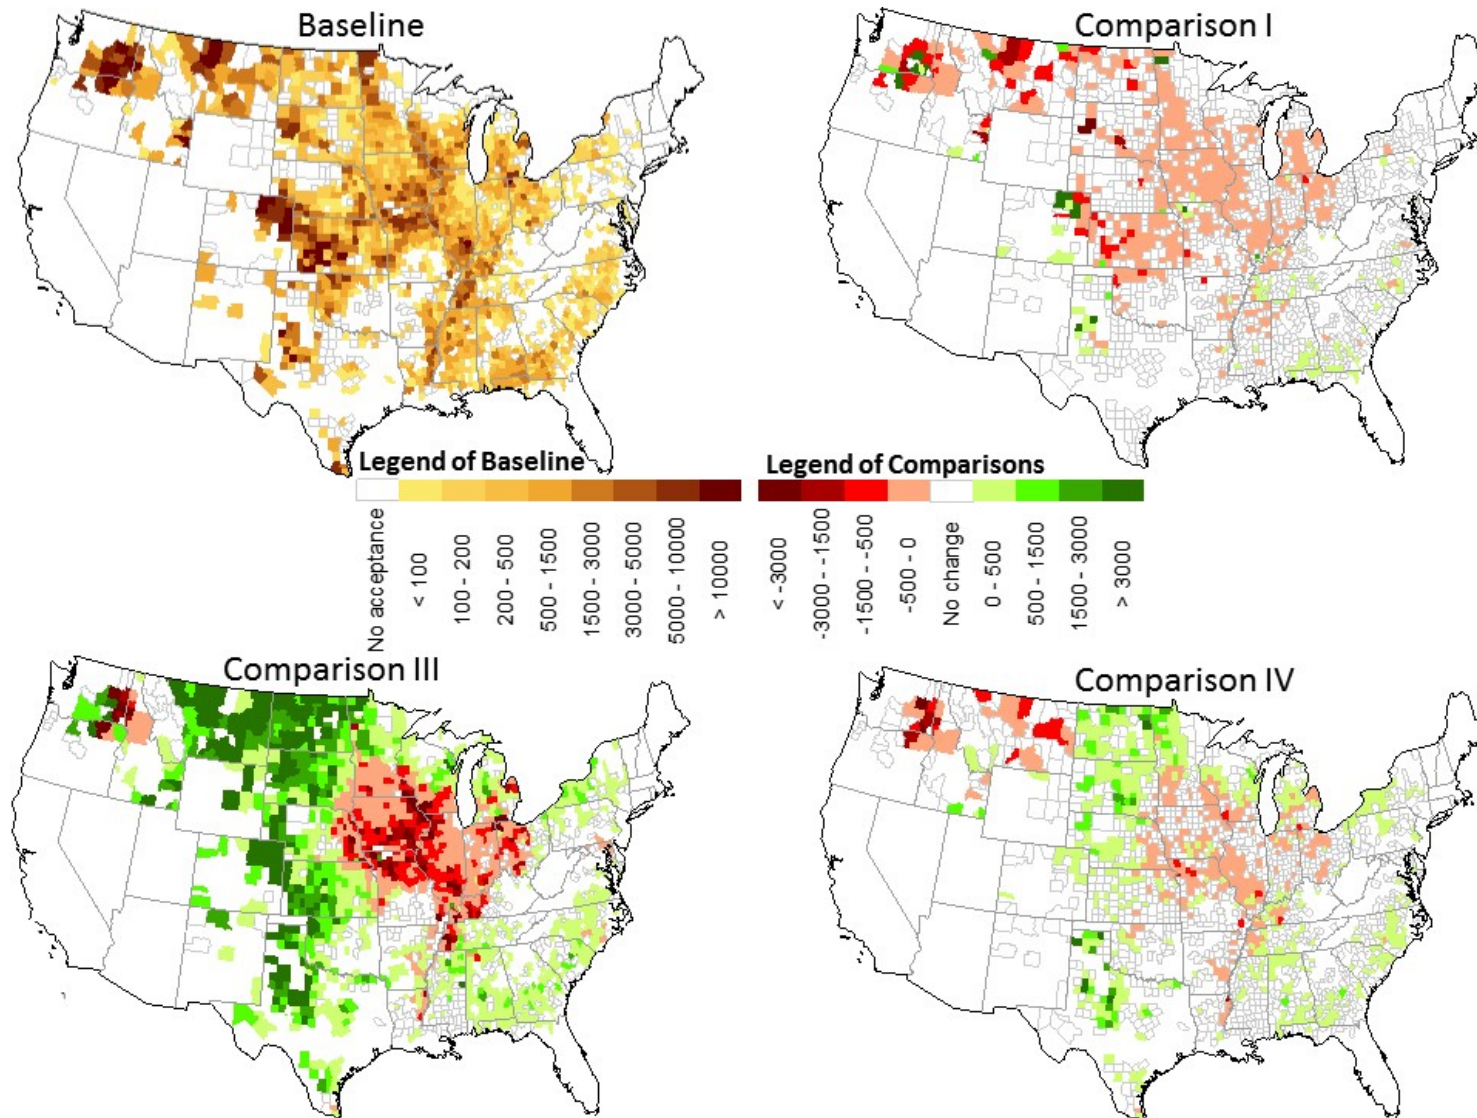 Baseline
Comparison I
Legend of Baseline
Legend of Comparisons
No acceptance
< 100
100 - 200
200 - 500
500 - 1500
1500 - 3000
3000 - 5000
5000 - 10000
> 10000
< -3000
-3000 - -1500
-1500 - -500
-500 - 0
No change
0 - 500
500 - 1500
1500 - 3000
> 3000
Comparison III
Comparison IV